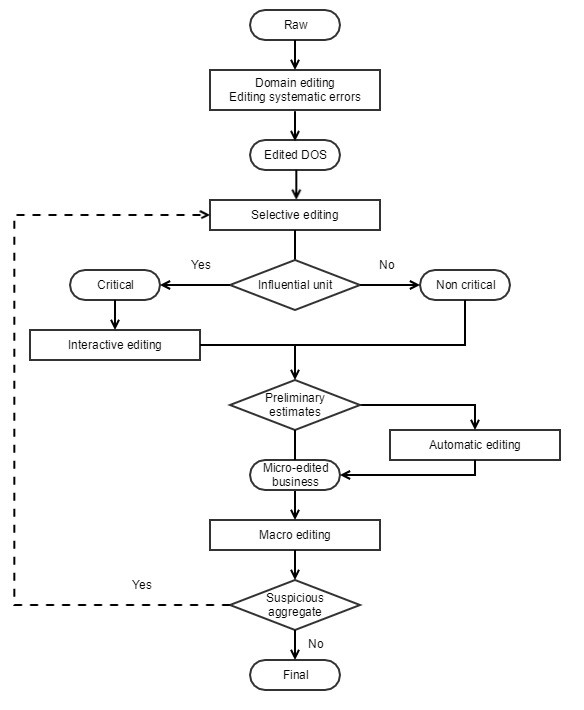 Raw
Domain editing
Editing systematic errors
Edited DOS
Selective editing
Yes
No
Critical
Influential unit
Non critical
Interactive editing
Preliminary
estimates
Automatic editing
Micro-edited
business
Macro editing
Yes
Suspicious
aggregate
No
Final